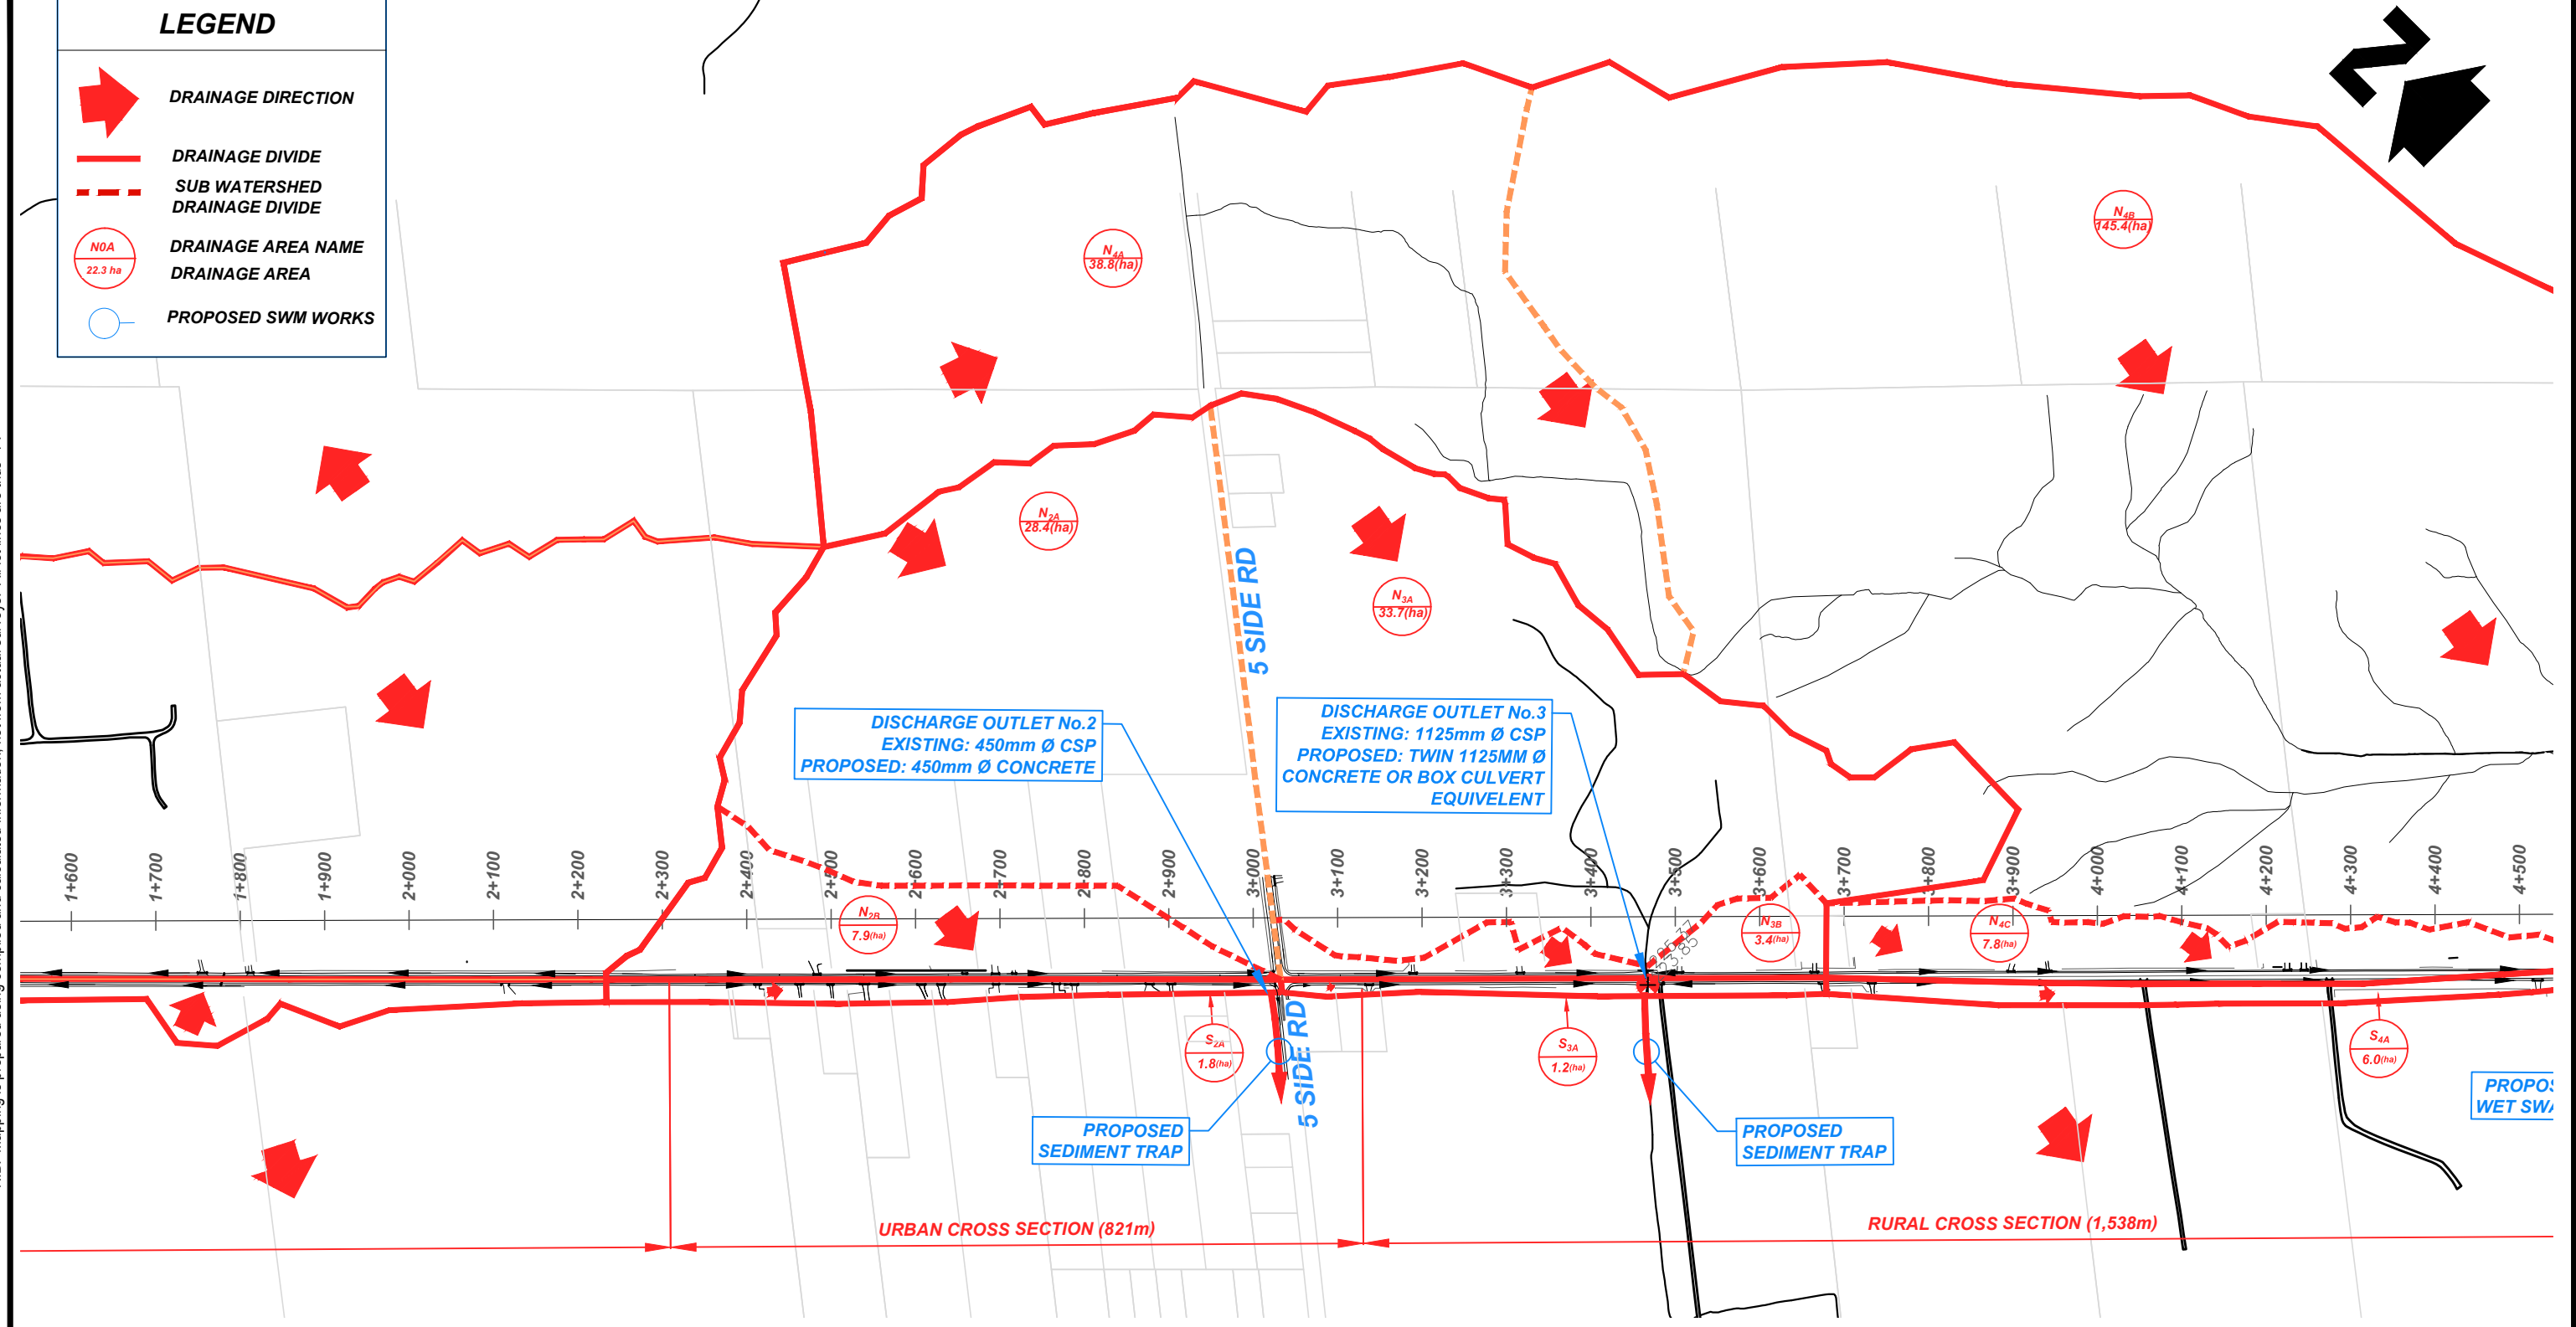 LEGEND
DRAINAGE DIRECTION
DRAINAGE DIVIDE
SUB WATERSHED
DRAINAGE DIVIDE
N0A
22.3 ha
DRAINAGE AREA NAME
DRAINAGE AREA
PROPOSED SWM WORKS
N
N4A
38.8(ha)
N4B
145.4(ha)
N2A
28.4(ha)
N3A
33.7(ha)
5 SIDE RD
DISCHARGE OUTLET No.2
EXISTING: 450mm Ø CSP
PROPOSED: 450mm Ø CONCRETE
DISCHARGE OUTLET No.3
EXISTING: 1125mm Ø CSP
PROPOSED: TWIN 1125MM Ø
CONCRETE OR BOX CULVERT
EQUIVELENT
1+600
1+700
1+800
1+900
2+000
2+100
2+200
2+300
2+400
2+500
2+600
2+700
2+800
2+900
3+000
3+100
3+200
3+300
3+400
3+500
3+600
3+700
3+800
3+900
4+000
4+100
4+200
4+300
4+400
4+500
N2B
7.9(ha)
N3B
3.4(ha)
N4C
7.8(ha)
S2A
1.8(ha)
S3A
1.2(ha)
S4A
6.0(ha)
5 SIDE RD
PROPOSED
SEDIMENT TRAP
PROPOSED
SEDIMENT TRAP
PROPOS
WET SWA
URBAN CROSS SECTION (821m)
RURAL CROSS SECTION (1,538m)